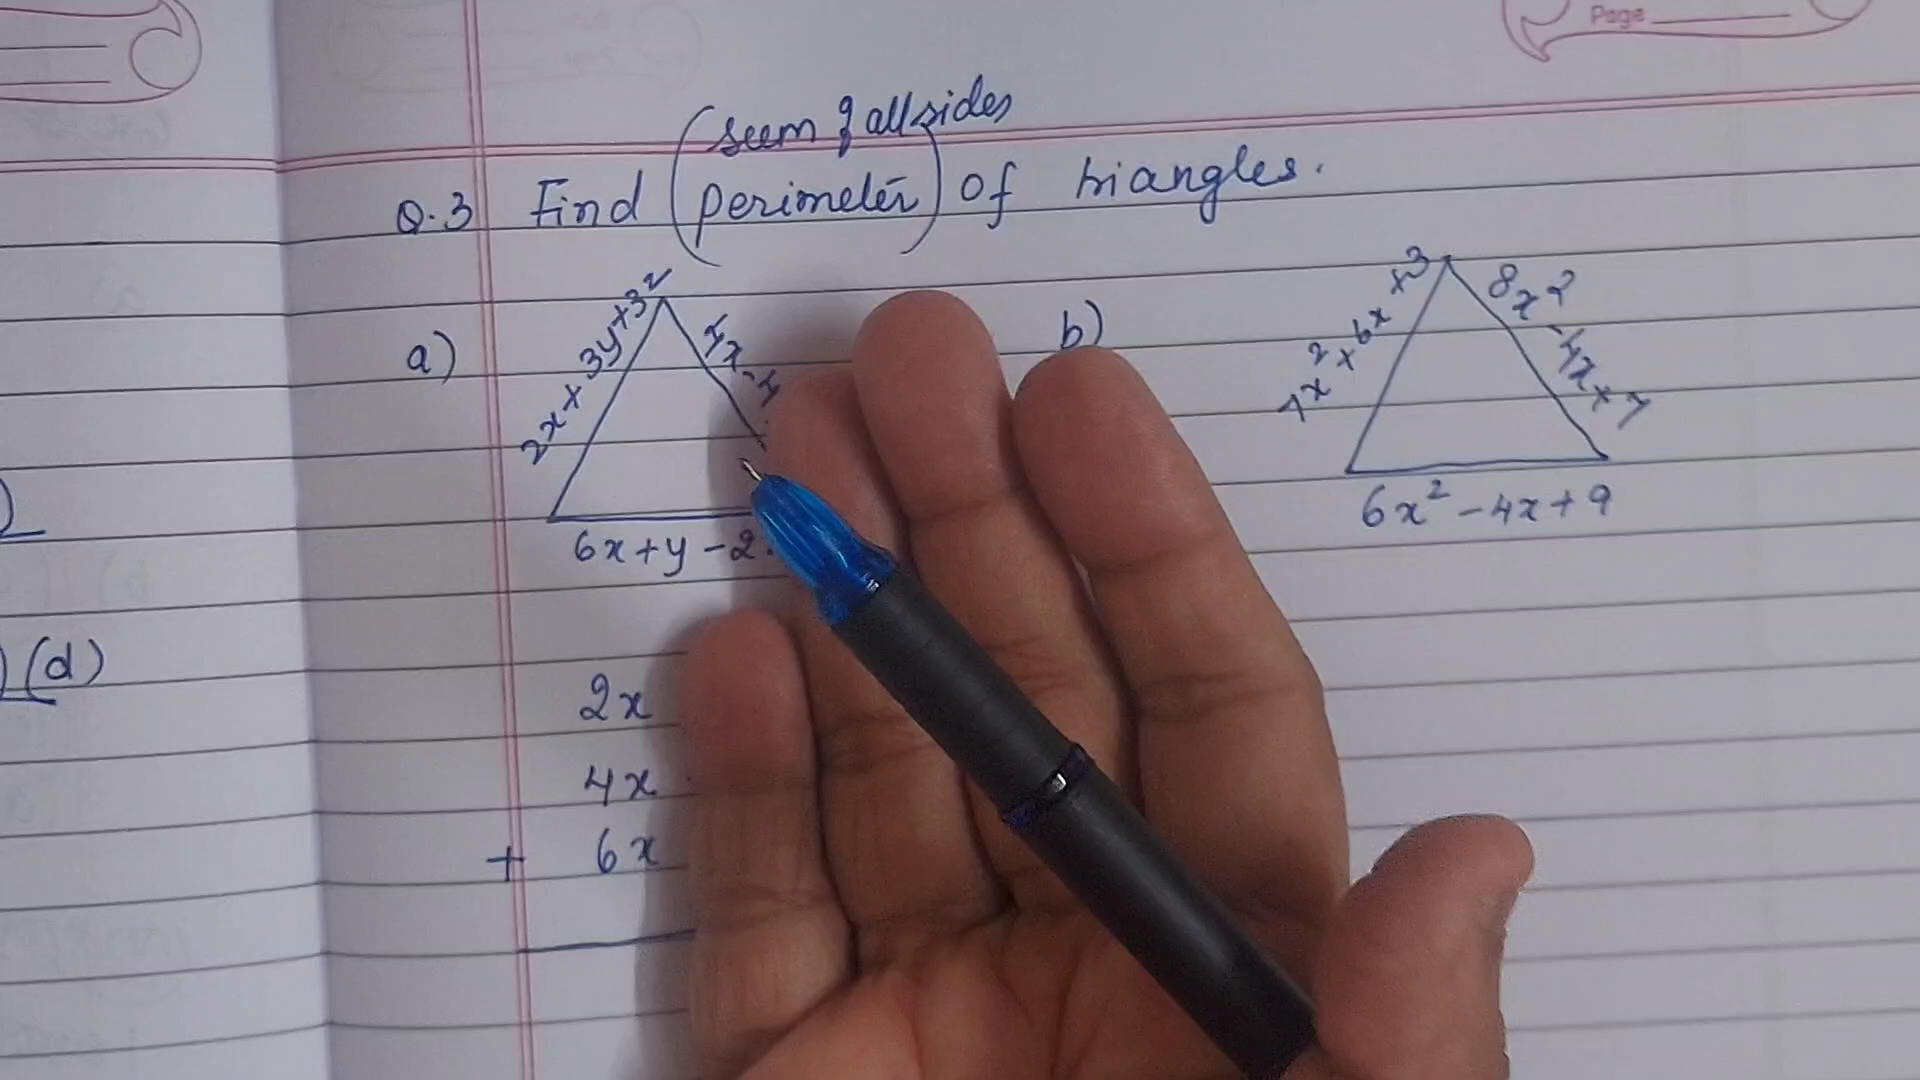 Page
(sum of all sides
Q.3 Find (perimeter) of triangles.
a)
2x + 3y + 3z
4x - 4
6x + y - 2
b)
7x² + 6x + 3
8x² - 4x + 7
6x² - 4x + 9
(d)
2x
4x
+ 6x